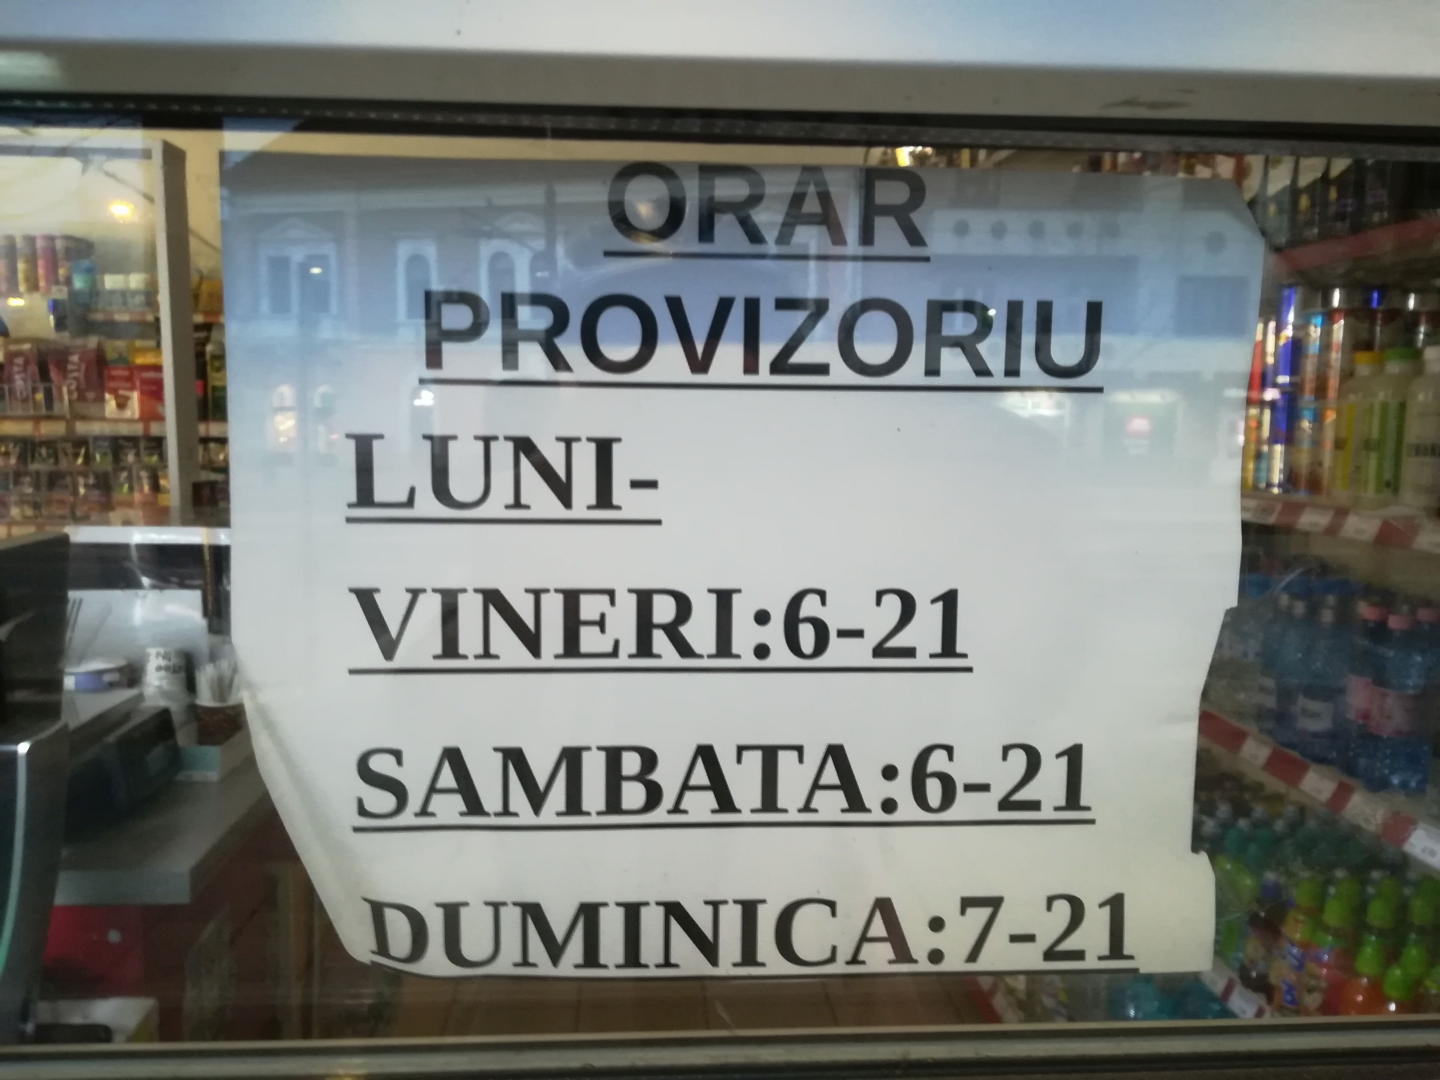 ORAR
PROVIZORIU
LUNI-
VINERI:6-21
SAMBATA:6-21
DUMINICA:7-21